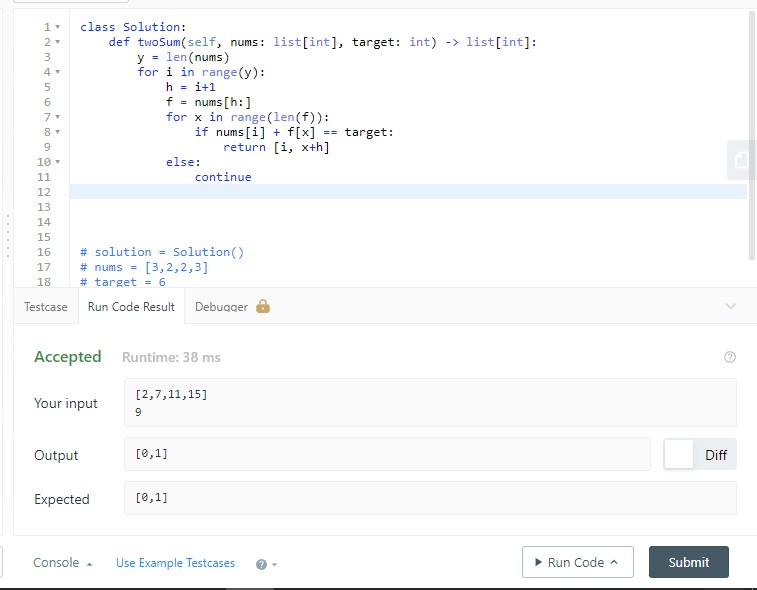 1 class Solution:
2 def twoSum(self, nums: list[int], target: int) -> list[int]:
3 y = len(nums)
4 for i in range(y):
5 h = i+1
6 f = nums[h:]
7 for x in range(len(f)):
8 if nums[i] + f[x] == target:
9 return [i, x+h]
10 else:
11 continue
12
13
14
15
16 # solution = Solution()
17 # nums = [3,2,2,3]
18 # target = 6
Testcase Run Code Result Debugger
Accepted Runtime: 38 ms
Your input
[2,7,11,15]
9
Output [0,1] Diff
Expected [0,1]
Console Use Example Testcases ? Run Code Submit